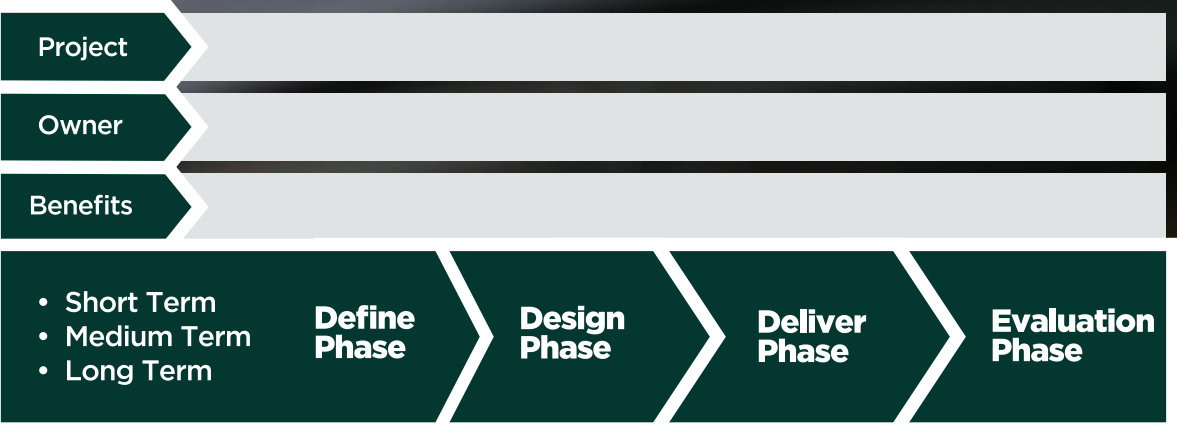 Project
Owner
Benefits
• Short Term
• Medium Term
• Long Term
Define
Phase
Design
Phase
Deliver
Phase
Evaluation
Phase